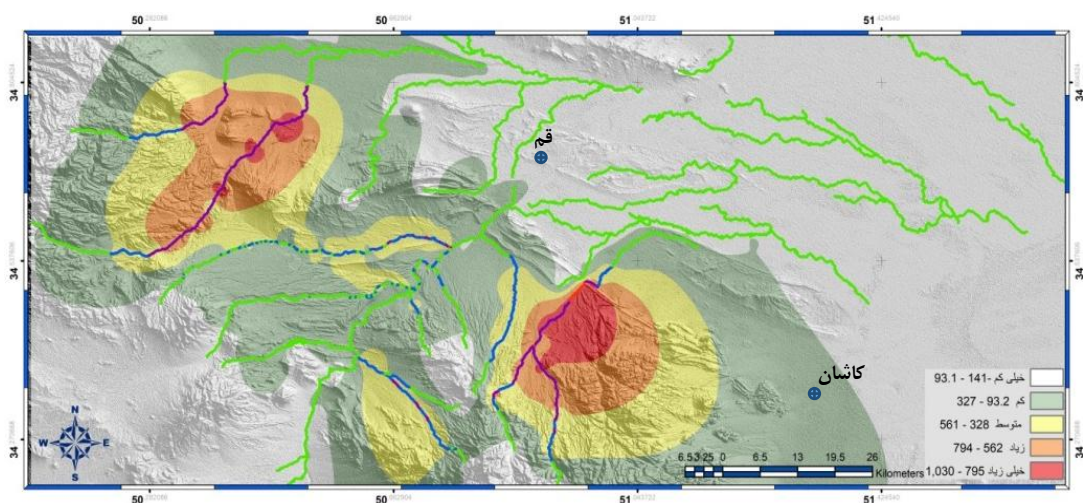 50 50 51 51
34
34
34
34
34
34
قم
کاشان
خیلی کم -141 - 93.1
کم 93.2 - 327
متوسط 328 - 561
زیاد 562 - 794
خیلی زیاد 795 - 1,030
N
W E
S
6.5 3.25 0 6.5 13 19.5 26
Kilometers
50 50 51 51